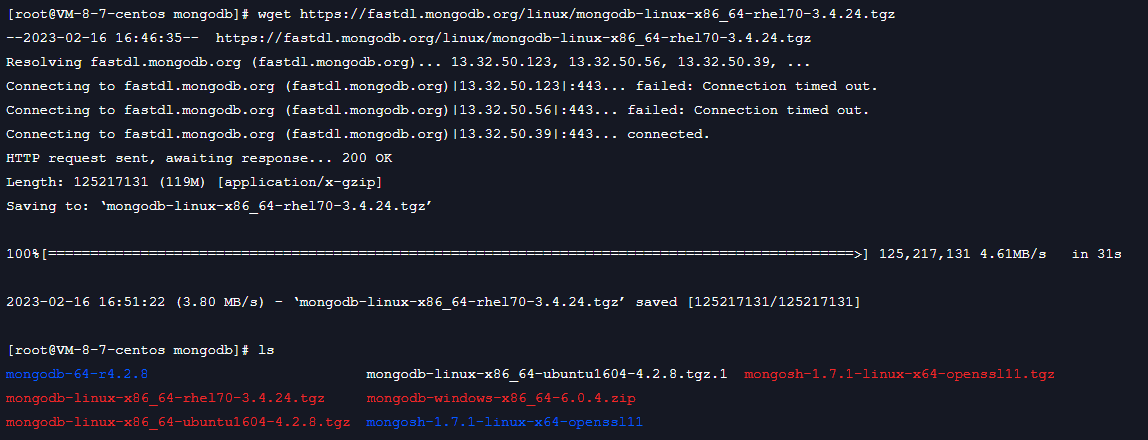 [root@VM-8-7-centos mongodb]# wget https://fastdl.mongodb.org/linux/mongodb-linux-x86_64-rhel70-3.4.24.tgz
--2023-02-16 16:46:35--  https://fastdl.mongodb.org/linux/mongodb-linux-x86_64-rhel70-3.4.24.tgz
Resolving fastdl.mongodb.org (fastdl.mongodb.org)... 13.32.50.123, 13.32.50.56, 13.32.50.39, ...
Connecting to fastdl.mongodb.org (fastdl.mongodb.org)|13.32.50.123|:443... failed: Connection timed out.
Connecting to fastdl.mongodb.org (fastdl.mongodb.org)|13.32.50.56|:443... failed: Connection timed out.
Connecting to fastdl.mongodb.org (fastdl.mongodb.org)|13.32.50.39|:443... connected.
HTTP request sent, awaiting response... 200 OK
Length: 125217131 (119M) [application/x-gzip]
Saving to: ‘mongodb-linux-x86_64-rhel70-3.4.24.tgz’
100%[================================================================================================>] 125,217,131 4.61MB/s   in 31s
2023-02-16 16:51:22 (3.80 MB/s) - ‘mongodb-linux-x86_64-rhel70-3.4.24.tgz’ saved [125217131/125217131]
[root@VM-8-7-centos mongodb]# ls
mongodb-64-r4.2.8                          mongodb-linux-x86_64-ubuntu1604-4.2.8.tgz.1  mongosh-1.7.1-linux-x64-openssl11.tgz
mongodb-linux-x86_64-rhel70-3.4.24.tgz     mongodb-windows-x86_64-6.0.4.zip
mongodb-linux-x86_64-ubuntu1604-4.2.8.tgz  mongosh-1.7.1-linux-x64-openssl11